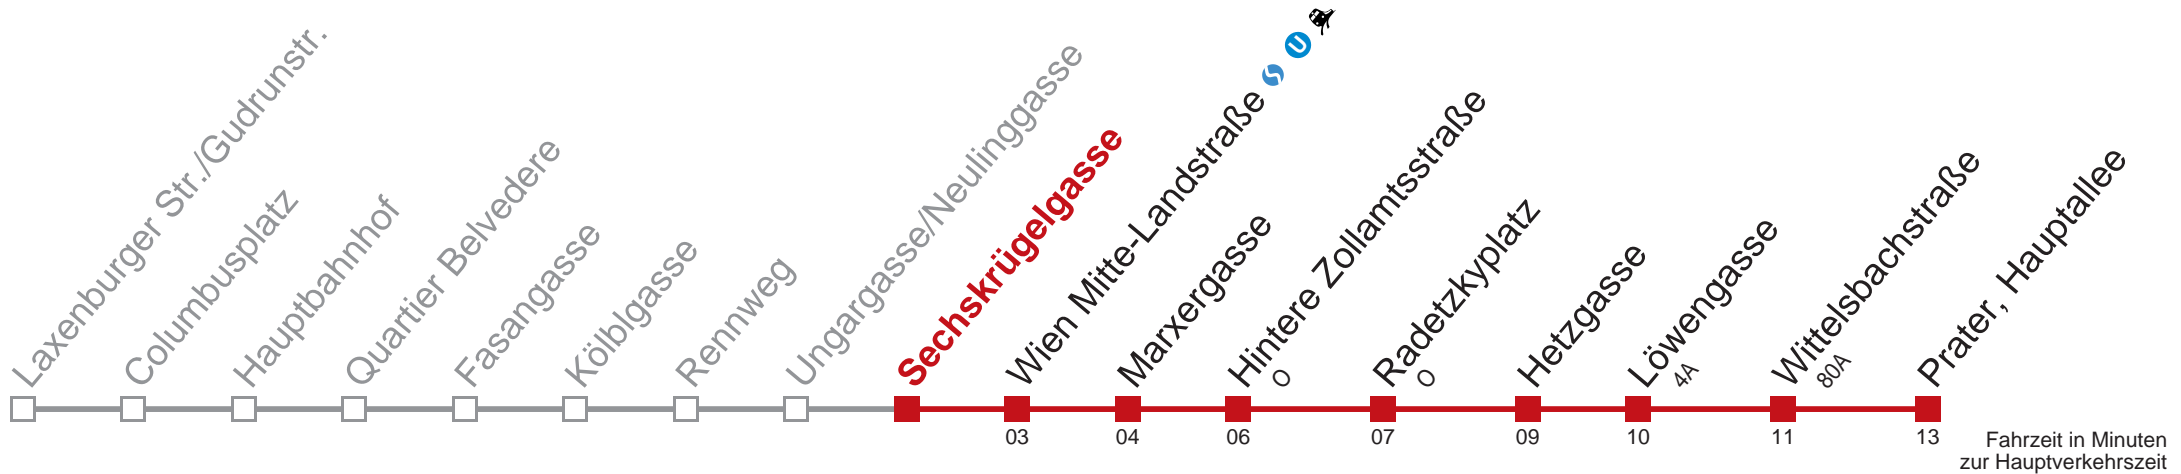 Laxenburger Str./Gudrunstr.
Columbusplatz
Hauptbahnhof
Quartier Belvedere
Fasangasse
Kölblgasse
Rennweg
Ungargasse/Neulinggasse
Sechskrügelgasse
Wien Mitte-Landstraße S U
Marxergasse
Hintere Zollamtsstraße
O
Radetzkyplatz
O
Hetzgasse
Löwengasse
4A
Wittelsbachstraße
80A
Prater, Hauptallee
03 04 06 07 09 10 11 13
Fahrzeit in Minuten
zur Hauptverkehrszeit